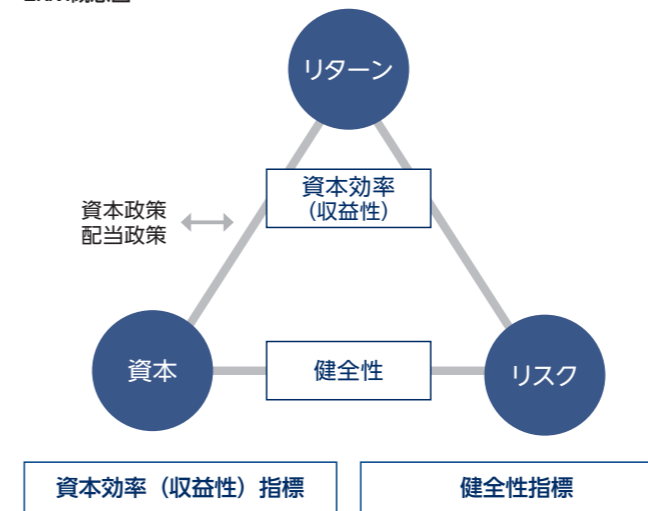 リターン
資本効率
（収益性）
資本政策
配当政策
資本
健全性
リスク
資本効率（収益性）指標
健全性指標